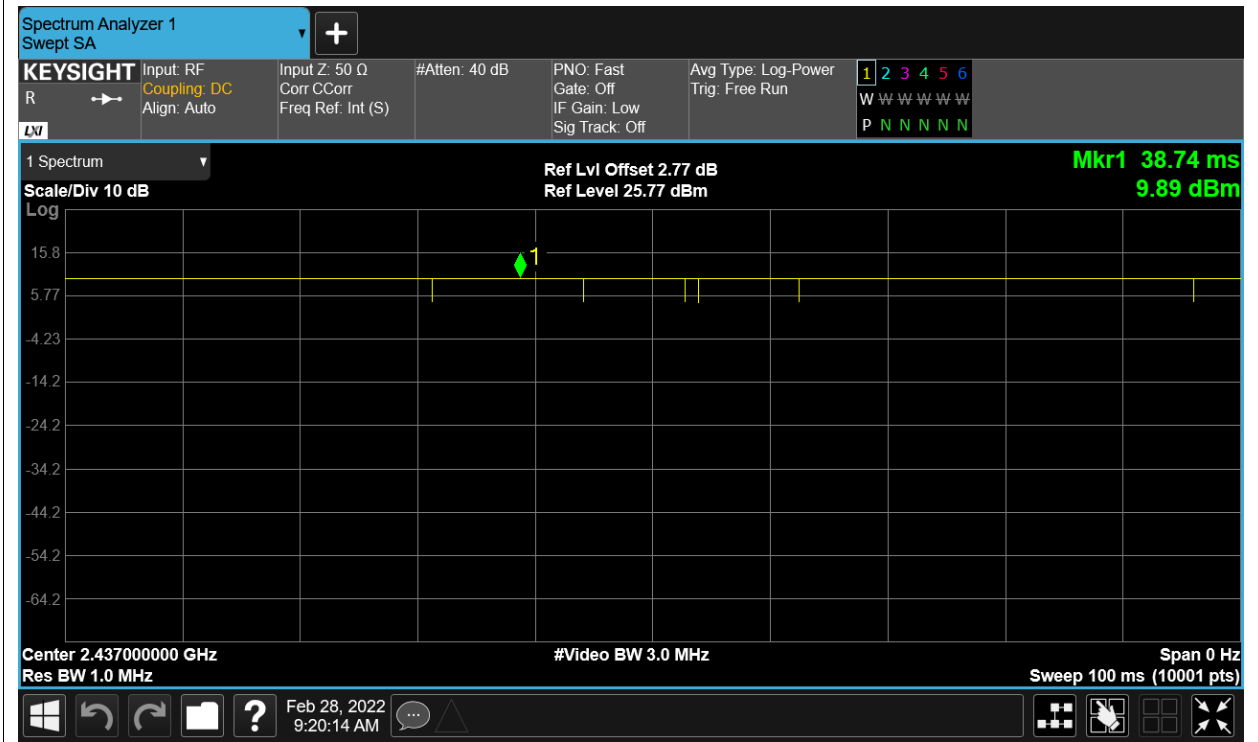 Spectrum Analyzer 1
Swept SA
KEYSIGHT
R
LXI
Input: RF
Coupling: DC
Align: Auto
Input Z: 50 Ω
Corr CCorr
Freq Ref: Int (S)
#Atten: 40 dB
PNO: Fast
Gate: Off
IF Gain: Low
Sig Track: Off
Avg Type: Log-Power
Trig: Free Run
1 2 3 4 5 6
W W W W W W
P N N N N N
1 Spectrum
Scale/Div 10 dB
Log
Ref Lvl Offset 2.77 dB
Ref Level 25.77 dBm
Mkr1 38.74 ms
9.89 dBm
1
15.8
5.77
-4.23
-14.2
-24.2
-34.2
-44.2
-54.2
-64.2
Center 2.437000000 GHz
Res BW 1.0 MHz
#Video BW 3.0 MHz
Span 0 Hz
Sweep 100 ms (10001 pts)
?
Feb 28, 2022
9:20:14 AM